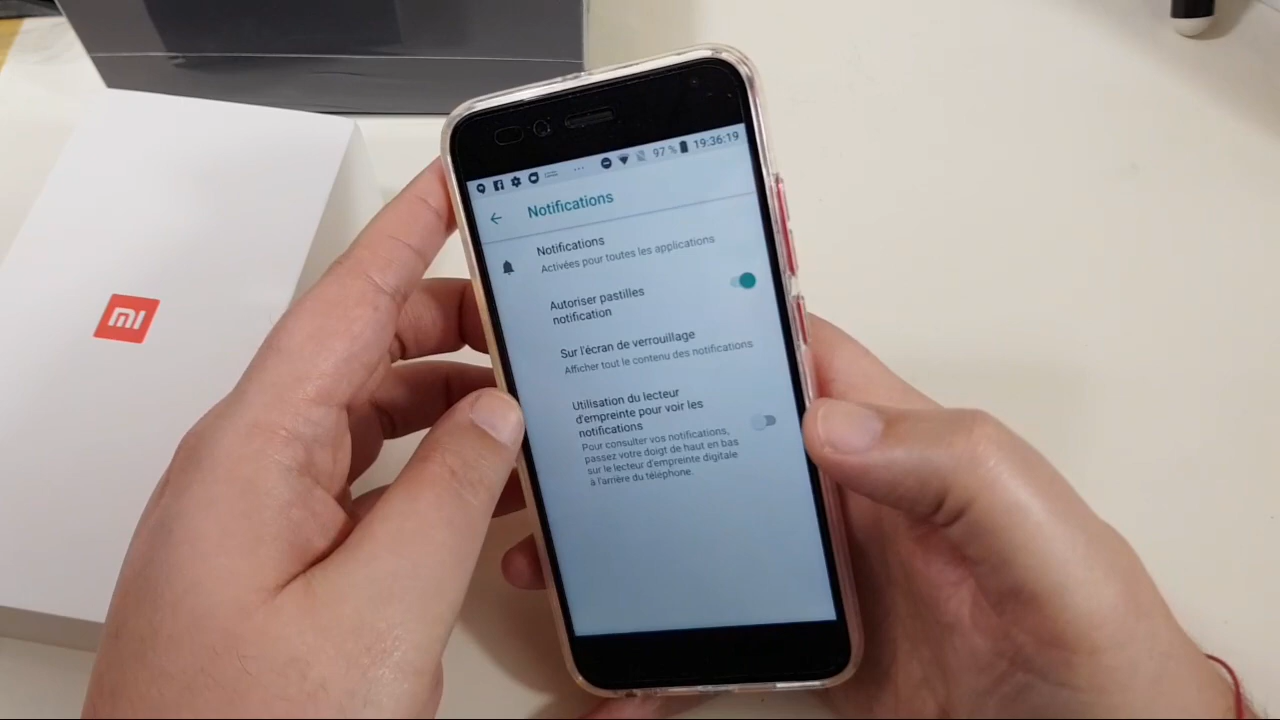 97 % 19:36:19
Notifications
Notifications
Activées pour toutes les applications
Autoriser pastilles
notification
Sur l'écran de verrouillage
Afficher tout le contenu des notifications
Utilisation du lecteur
d'empreinte pour voir les
notifications
Pour consulter vos notifications,
passez votre doigt de haut en bas
sur le lecteur d'empreinte digitale
à l'arrière du téléphone.
MI